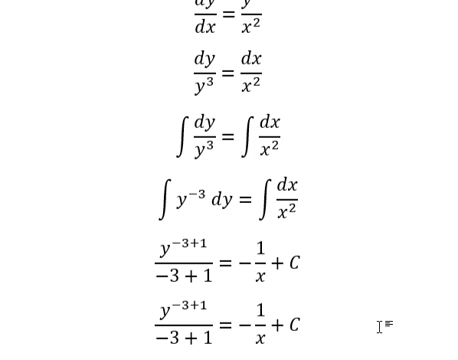 dy/dx = y/x²
dy/y³ = dx/x²
∫ dy/y³ = ∫ dx/x²
∫ y⁻³ dy = ∫ dx/x²
y⁻³⁺¹/−3 + 1 = −1/x + C
y⁻³⁺¹/−3 + 1 = −1/x + C